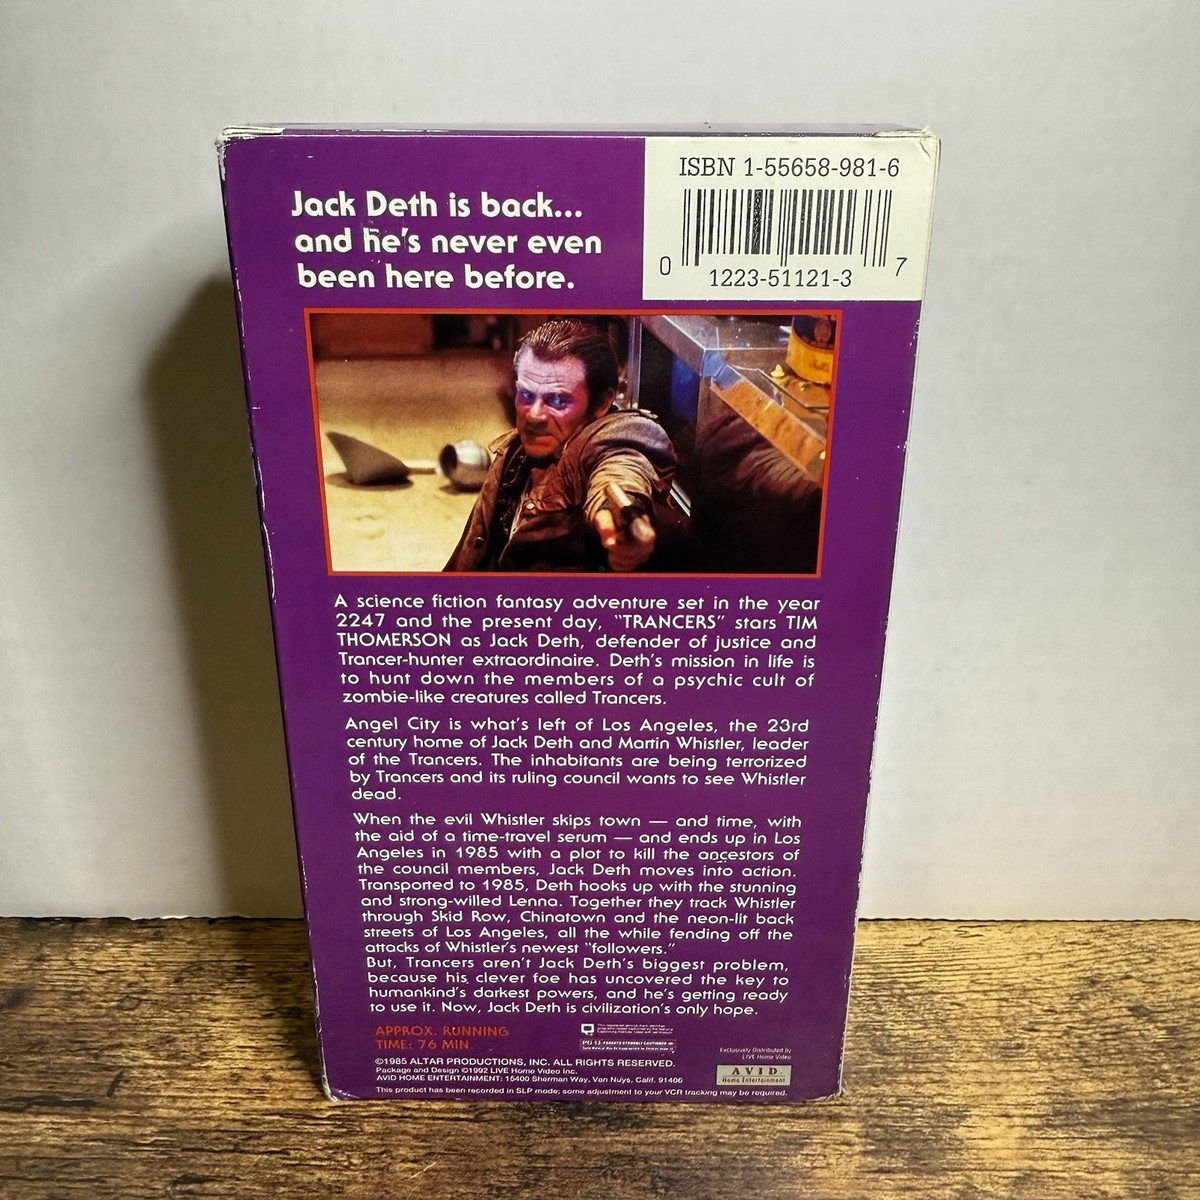 ISBN 1-55658-981-6
0 1223-51121-3 7
Jack Deth is back...
and he's never even
been here before.
A science fiction fantasy adventure set in the year
2247 and the present day, "TRANCERS" stars TIM
THOMERSON as Jack Deth, defender of justice and
Trancer-hunter extraordinaire. Deth's mission in life is
to hunt down the members of a psychic cult of
zombie-like creatures called Trancers.
Angel City is what's left of Los Angeles, the 23rd
century home of Jack Deth and Martin Whistler, leader
of the Trancers. The inhabitants are being terrorized
by Trancers and its ruling council wants to see Whistler
dead.
When the evil Whistler skips town — and time, with
the aid of a time-travel serum — and ends up in Los
Angeles in 1985 with a plot to kill the ancestors of
the council members, Jack Deth moves into action.
Transported to 1985, Deth hooks up with the stunning
and strong-willed Lenna. Together they track Whistler
through Skid Row, Chinatown and the neon-lit back
streets of Los Angeles, all the while fending off the
attacks of Whistler's newest "followers."
But, Trancers aren't Jack Deth's biggest problem,
because his clever foe has uncovered the key to
humankind's darkest powers, and he's getting ready
to use it. Now, Jack Deth is civilization's only hope.
APPROX. RUNNING
TIME: 76 MIN.
PG-13 PARENTS STRONGLY CAUTIONED
Exclusively Distributed by
LIVE Home Video
AVID
Home Entertainment
©1985 ALTAR PRODUCTIONS, INC. ALL RIGHTS RESERVED.
Package and Design ©1992 LIVE Home Video Inc.
AVID HOME ENTERTAINMENT: 15400 Sherman Way, Van Nuys, Calif. 91406
This product has been recorded in SLP mode; some adjustment to your VCR tracking may be required.